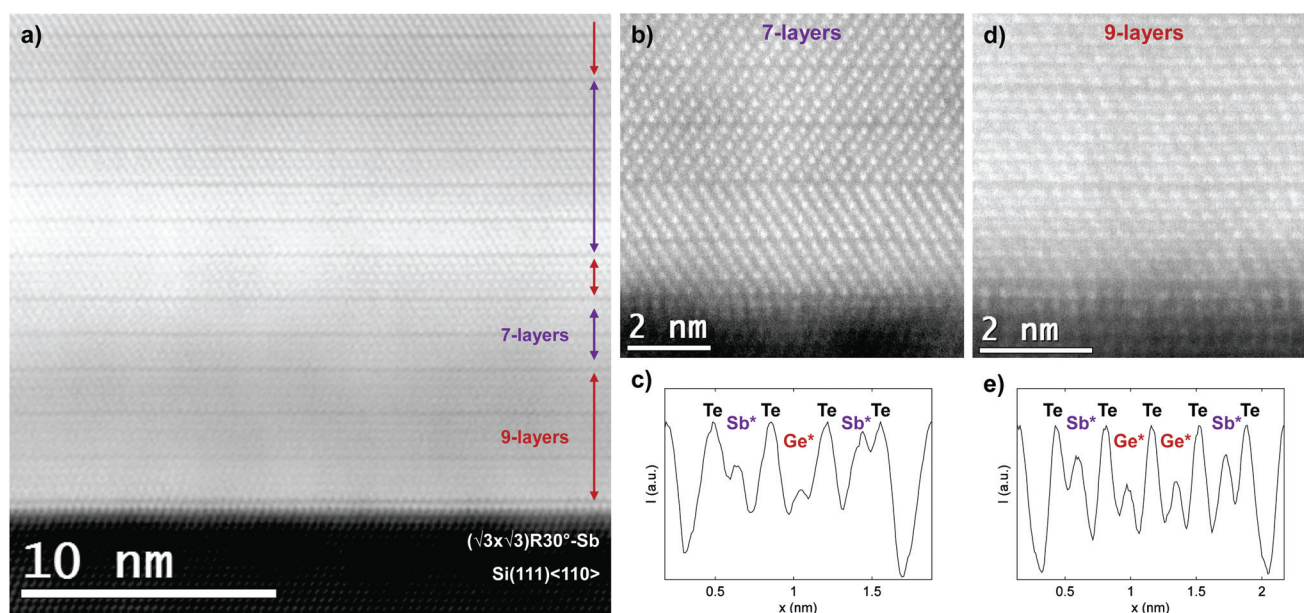 a)
7-layers
9-layers
(√3x√3)R30°-Sb
Si(111)<110>
10 nm
b)
7-layers
2 nm
d)
9-layers
2 nm
c)
Te
Te
Te
Te
Sb*
Sb*
Ge*
I (a.u.)
0.5
1
1.5
x (nm)
e)
Te
Te
Te
Te
Te
Sb*
Sb*
Ge*
Ge*
I (a.u.)
0.5
1
1.5
2
x (nm)